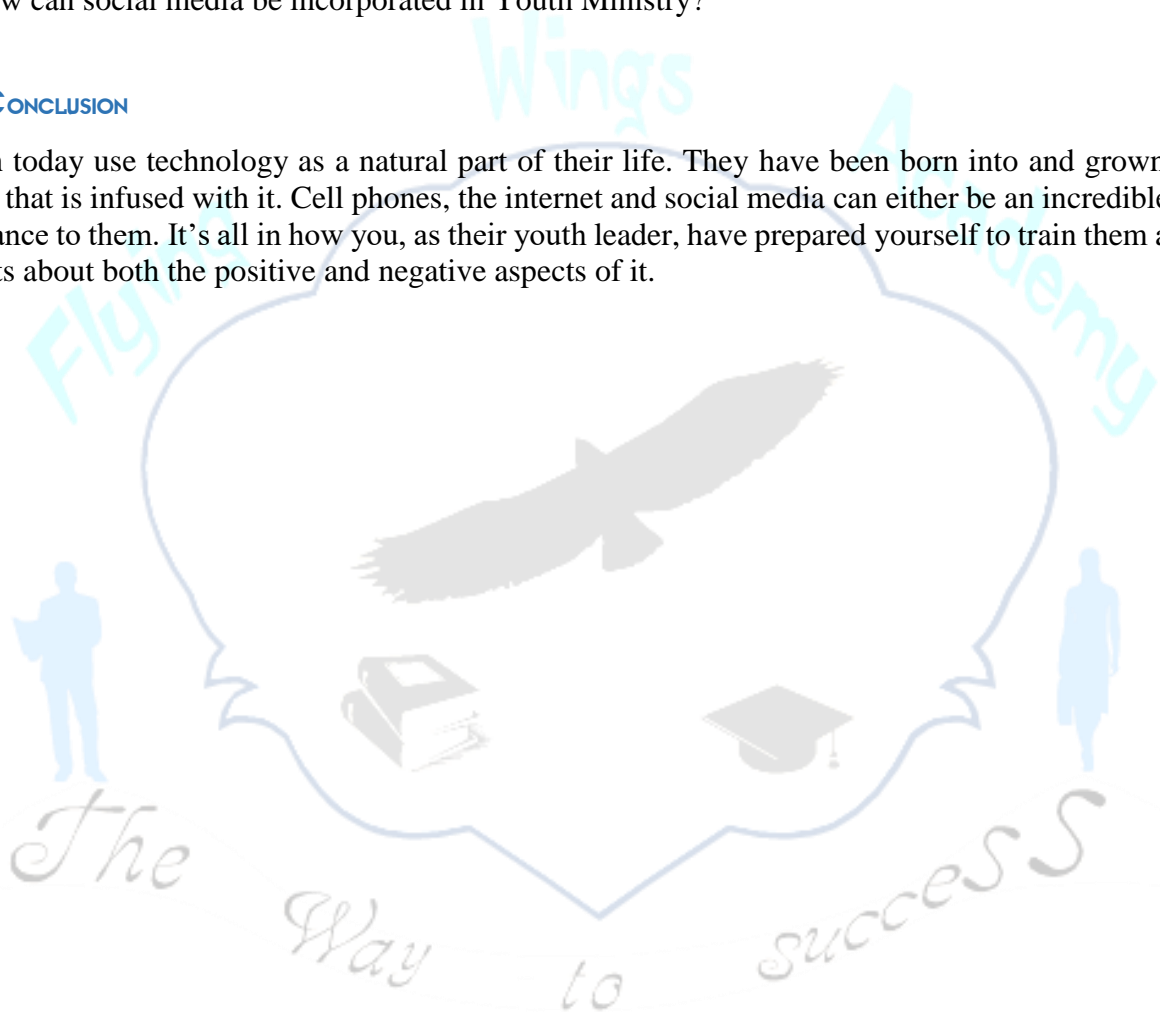 can social media be incorporated in Youth Ministry?
Wings
CONCLUSION
Academy
today use technology as a natural part of their life. They have been born into and grown
that is infused with it. Cell phones, the internet and social media can either be an incredible
to them. It’s all in how you, as their youth leader, have prepared yourself to train them
about both the positive and negative aspects of it.
Flying
The
Way
to
succesS S